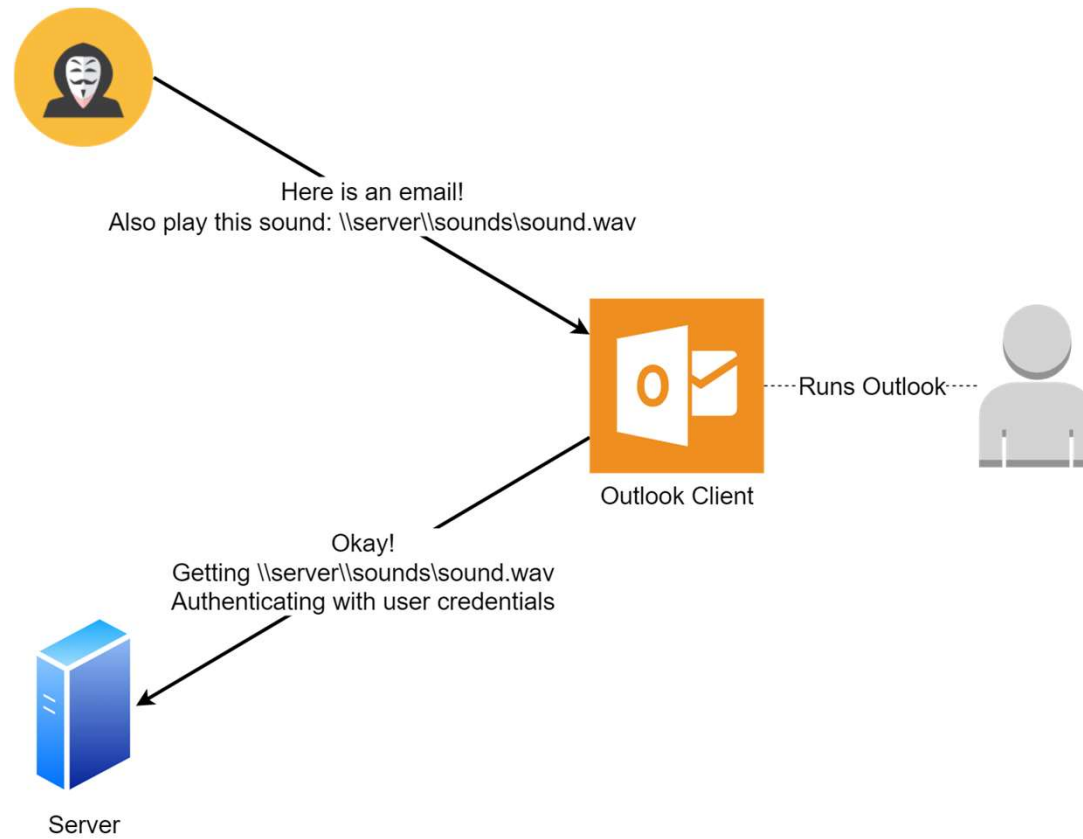 Here is an email!
Also play this sound: \\server\\sounds\sound.wav
Runs Outlook
Outlook Client
Okay!
Getting \\server\\sounds\sound.wav
Authenticating with user credentials
Server